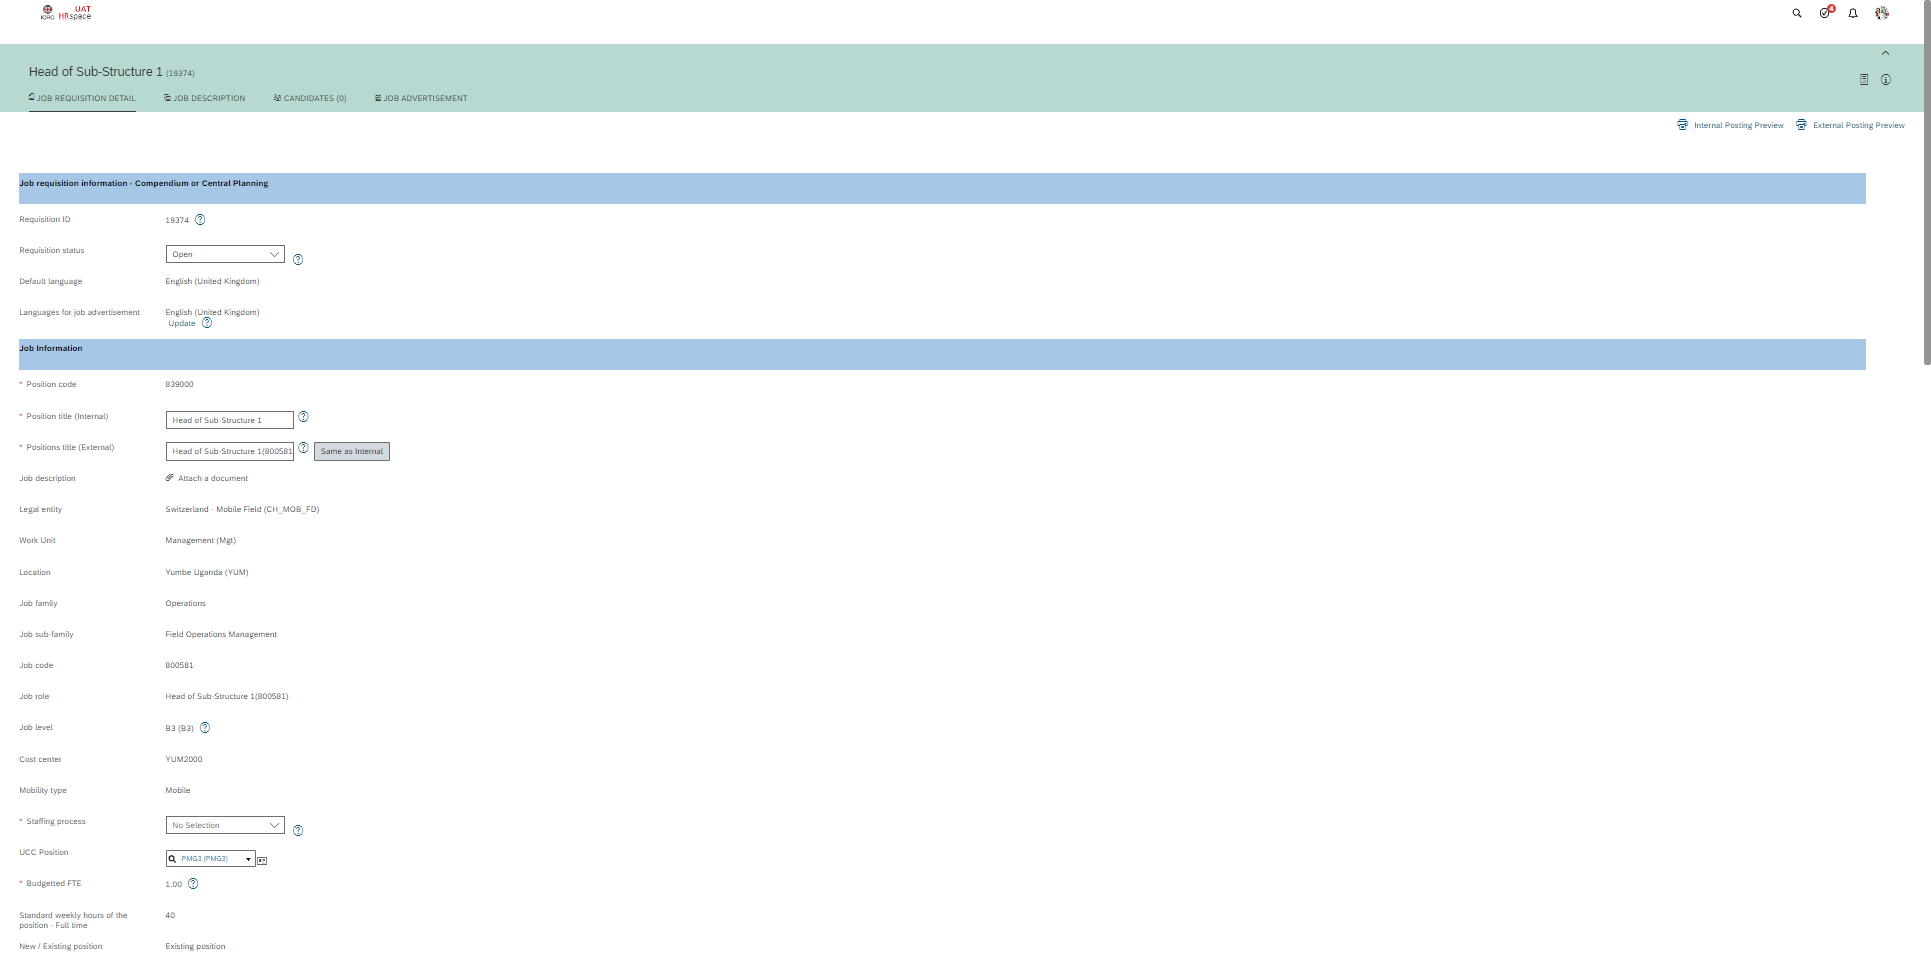 UAT
ICRC HRspace
4
Head of Sub-Structure 1 (19374)
JOB REQUISITION DETAIL JOB DESCRIPTION CANDIDATES (0) JOB ADVERTISEMENT
Internal Posting Preview External Posting Preview
Job requisition information - Compendium or Central Planning
Requisition ID 19374
Requisition status Open
Default language English (United Kingdom)
Languages for job advertisement English (United Kingdom)
Update
Job Information
* Position code 839000
* Position title (Internal) Head of Sub-Structure 1
* Positions title (External) Head of Sub-Structure 1(800581 Same as Internal
Job description Attach a document
Legal entity Switzerland - Mobile Field (CH_MOB_FD)
Work Unit Management (Mgt)
Location Yumbe Uganda (YUM)
Job family Operations
Job sub-family Field Operations Management
Job code 800581
Job role Head of Sub-Structure 1(800581)
Job level B3 (B3)
Cost center YUM2000
Mobility type Mobile
* Staffing process No Selection
UCC Position PMG3 (PMG3)
* Budgetted FTE 1.00
Standard weekly hours of the 40
position - Full time
New / Existing position Existing position